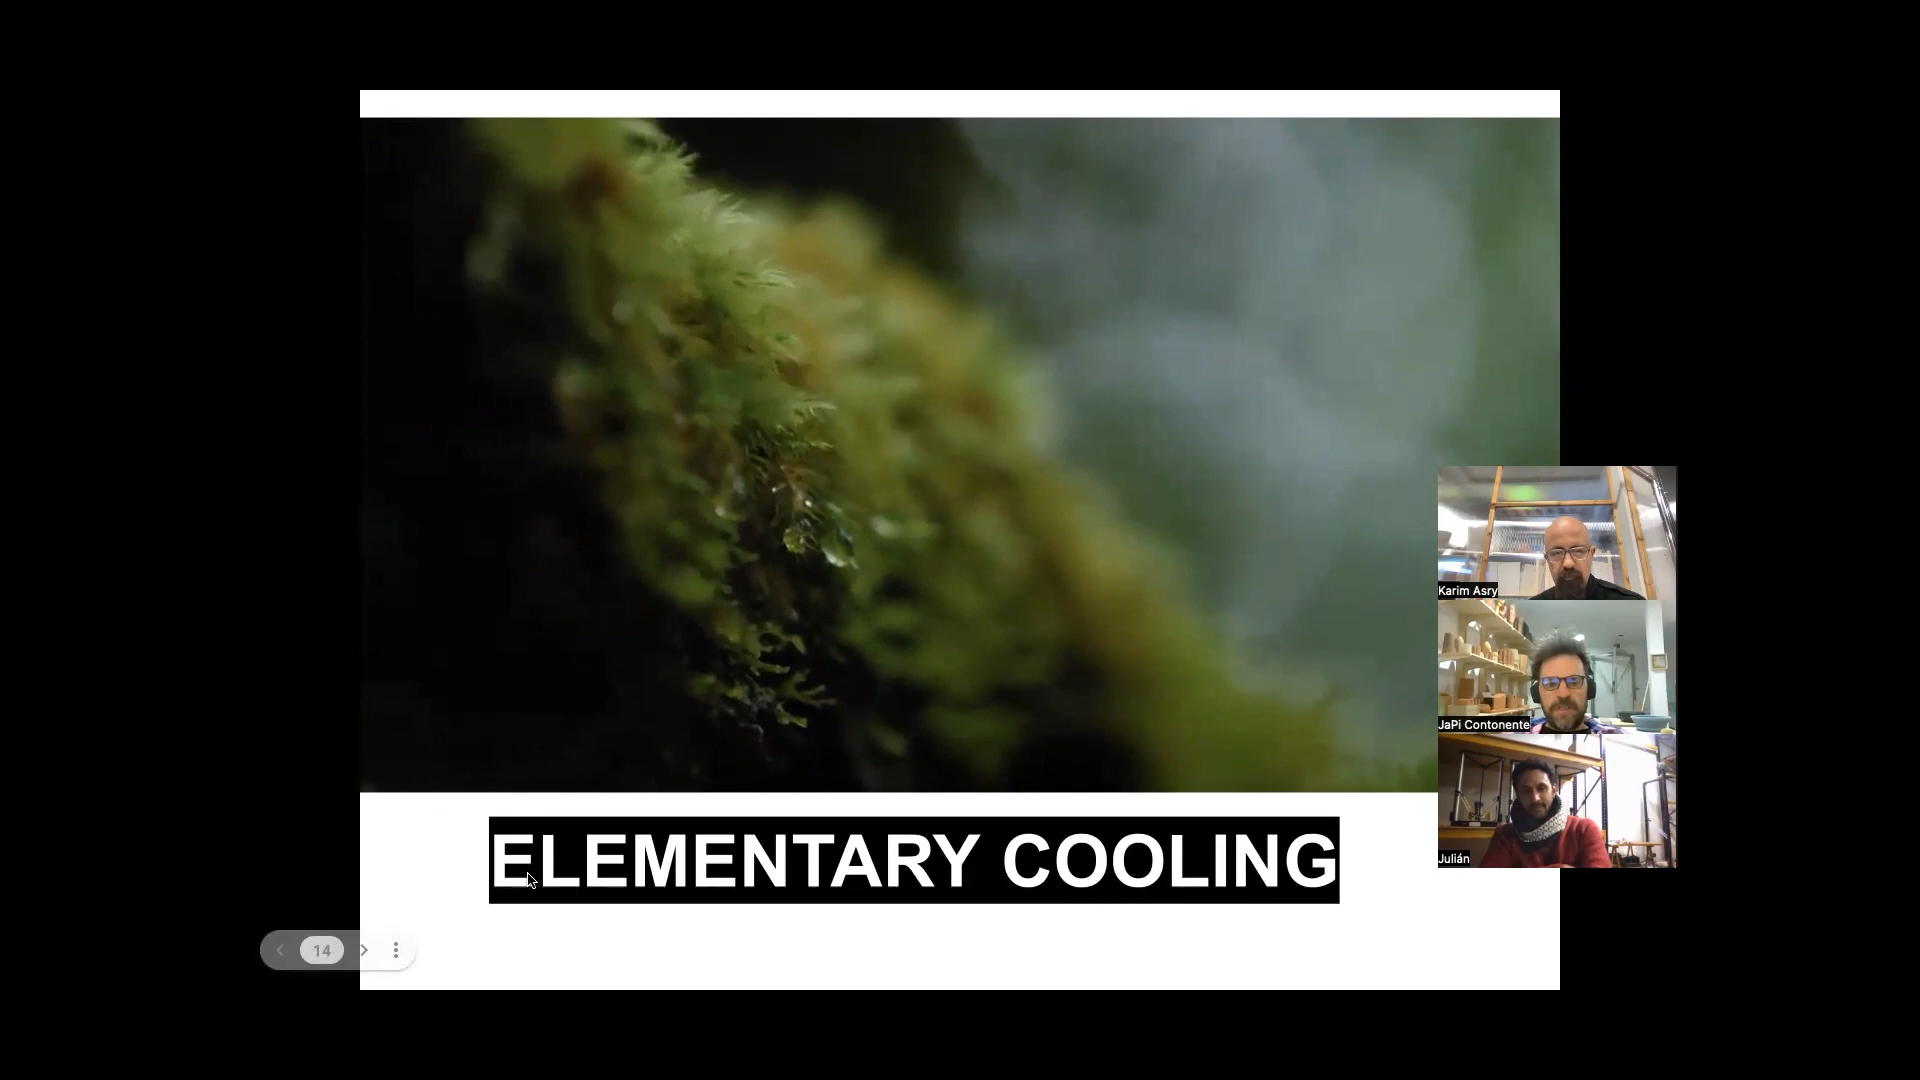 Karim Asry
JaPi Contonente
Julián
ELEMENTARY COOLING
14